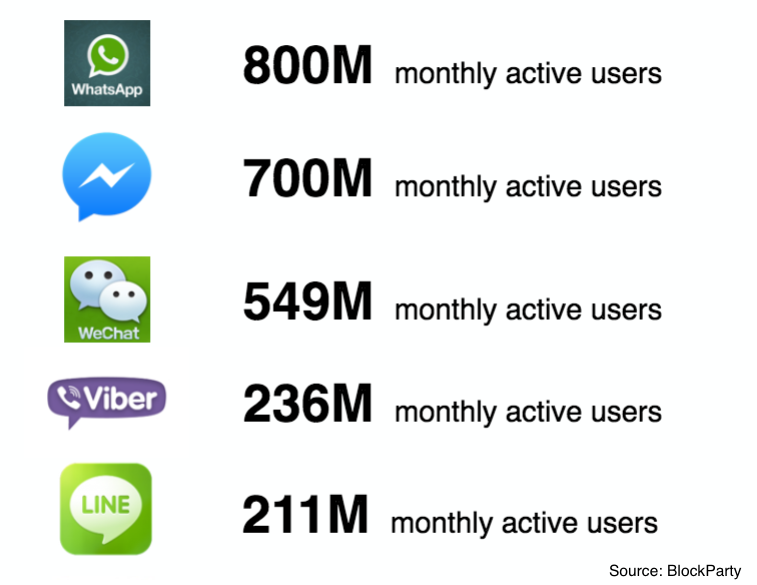 WhatsApp
800M monthly active users
700M monthly active users
WeChat
549M monthly active users
Viber
236M monthly active users
LINE
211M monthly active users
Source: BlockParty